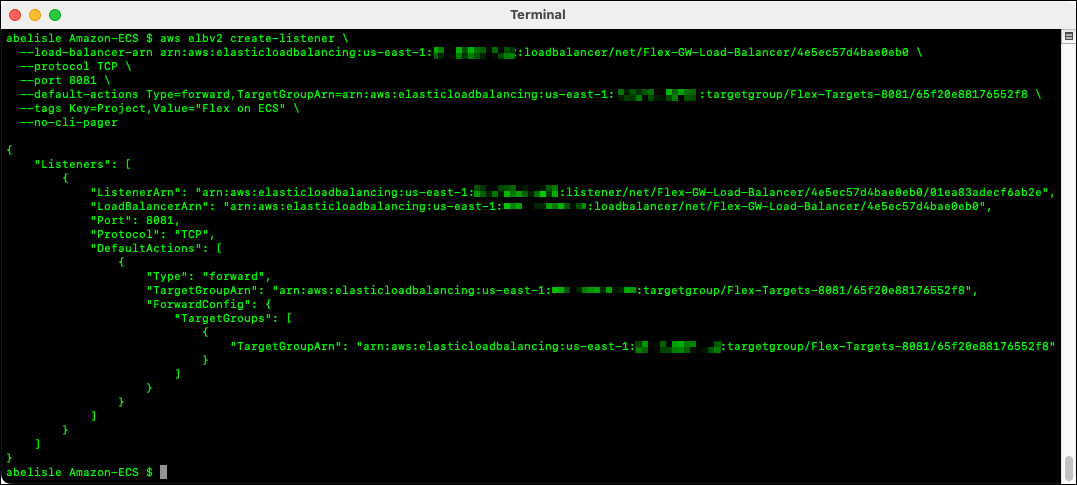 Terminal
abelisle Amazon-ECS $ aws elbv2 create-listener \
--load-balancer-arn arn:aws:elasticloadbalancing:us-east-1: :loadbalancer/net/Flex-GW-Load-Balancer/4e5ec57d4bae0eb0 \
--protocol TCP \
--port 8081 \
--default-actions Type=forward,TargetGroupArn=arn:aws:elasticloadbalancing:us-east-1: :targetgroup/Flex-Targets-8081/65f20e88176552f8 \
--tags Key=Project,Value="Flex on ECS" \
--no-cli-pager
{
"Listeners": [
{
"ListenerArn": "arn:aws:elasticloadbalancing:us-east-1: :listener/net/Flex-GW-Load-Balancer/4e5ec57d4bae0eb0/01ea83adecf6ab2e",
"LoadBalancerArn": "arn:aws:elasticloadbalancing:us-east-1: :loadbalancer/net/Flex-GW-Load-Balancer/4e5ec57d4bae0eb0",
"Port": 8081,
"Protocol": "TCP",
"DefaultActions": [
{
"Type": "forward",
"TargetGroupArn": "arn:aws:elasticloadbalancing:us-east-1: :targetgroup/Flex-Targets-8081/65f20e88176552f8",
"ForwardConfig": {
"TargetGroups": [
{
"TargetGroupArn": "arn:aws:elasticloadbalancing:us-east-1: :targetgroup/Flex-Targets-8081/65f20e88176552f8"
}
]
}
}
]
}
]
}
abelisle Amazon-ECS $